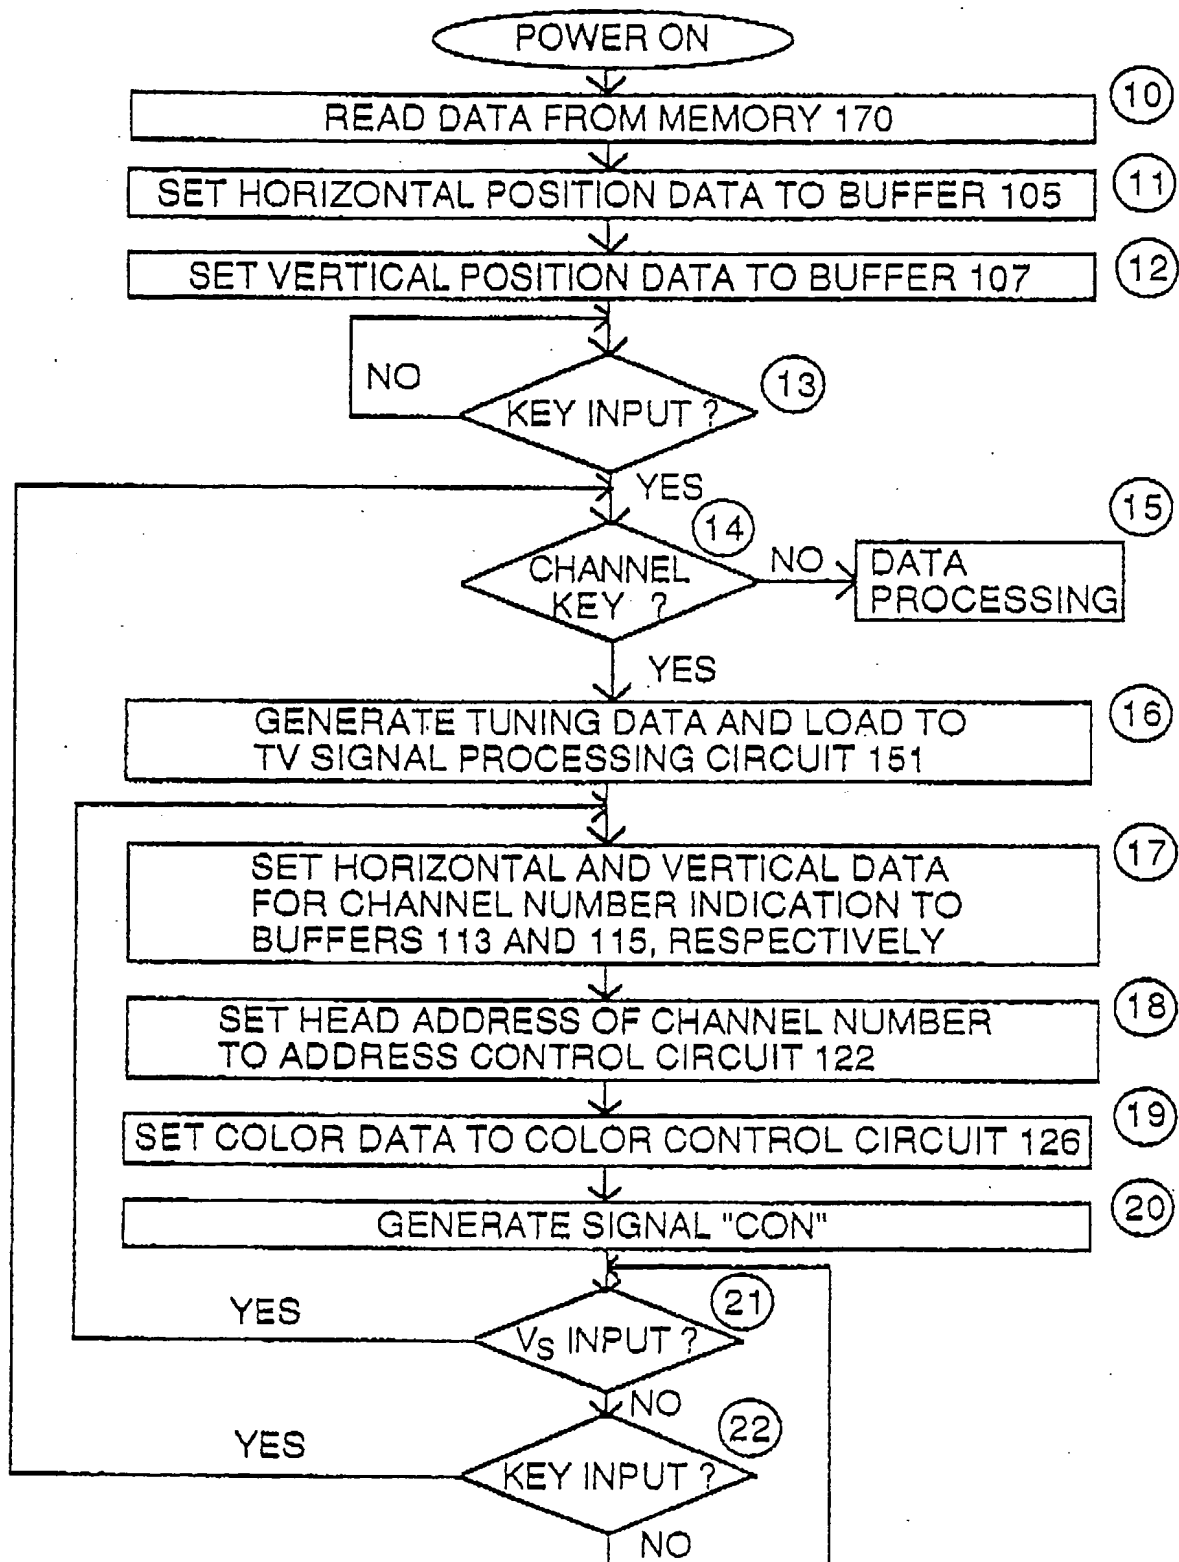 POWER ON
10
READ DATA FROM MEMORY 170
11
SET HORIZONTAL POSITION DATA TO BUFFER 105
12
SET VERTICAL POSITION DATA TO BUFFER 107
NO
13
KEY INPUT ?
YES
14
15
CHANNEL
KEY ?
NO
DATA
PROCESSING
YES
16
GENERATE TUNING DATA AND LOAD TO
TV SIGNAL PROCESSING CIRCUIT 151
17
SET HORIZONTAL AND VERTICAL DATA
FOR CHANNEL NUMBER INDICATION TO
BUFFERS 113 AND 115, RESPECTIVELY
18
SET HEAD ADDRESS OF CHANNEL NUMBER
TO ADDRESS CONTROL CIRCUIT 122
19
SET COLOR DATA TO COLOR CONTROL CIRCUIT 126
20
GENERATE SIGNAL "CON"
YES
21
VS INPUT ?
NO
YES
22
KEY INPUT ?
NO